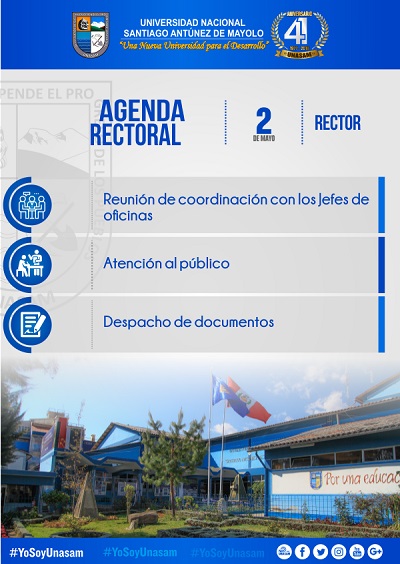 UNIVERSIDAD NACIONAL
SANTIAGO ANTÚNEZ DE MAYOLO
"Una Nueva Universidad para el Desarrollo"
ANIVERSARIO
41
UNASAM
AGENDA
RECTORAL
2
DE MAYO
RECTOR
PENDE EL PRO
Reunión de coordinación con los Jefes de
oficinas
Atención al público
Despacho de documentos
Por una educac
#YoSoyUnasam
#YoSoyUnasam
#YoSoyUnasam